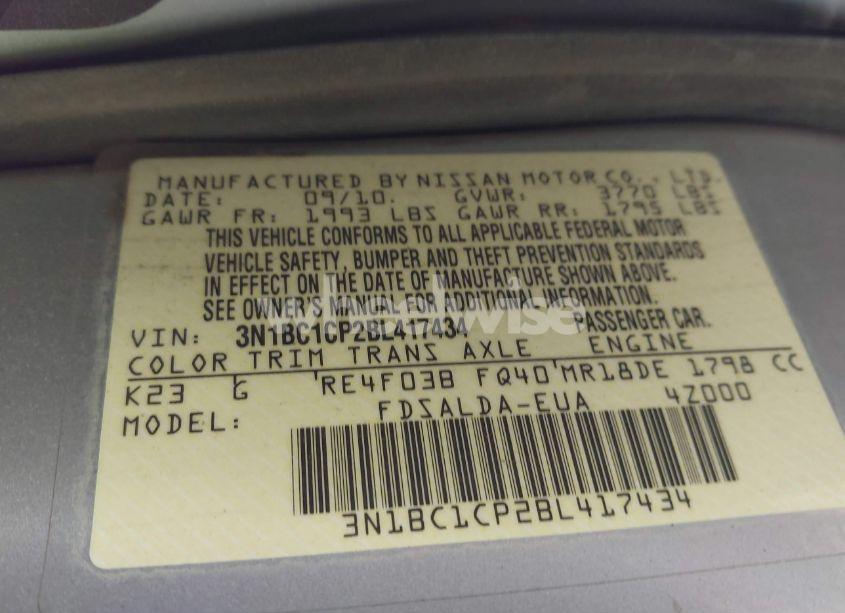 MANUFACTURED BY NISSAN MOTOR CO., LTD.
DATE: 09/10. GVWR: 3770 LBS
GAWR FR: 1993 LBS GAWR RR: 1795 LBS
THIS VEHICLE CONFORMS TO ALL APPLICABLE FEDERAL MOTOR
VEHICLE SAFETY, BUMPER AND THEFT PREVENTION STANDARDS
IN EFFECT ON THE DATE OF MANUFACTURE SHOWN ABOVE.
SEE OWNER'S MANUAL FOR ADDITIONAL INFORMATION.
VIN: 3N1BC1CP2BL417434 PASSENGER CAR.
COLOR TRIM TRANS AXLE ENGINE
K23 G RE4F03B FQ40 MR18DE 1798 CC
MODEL: FDSALDA-EUA 4Z000
3N1BC1CP2BL417434